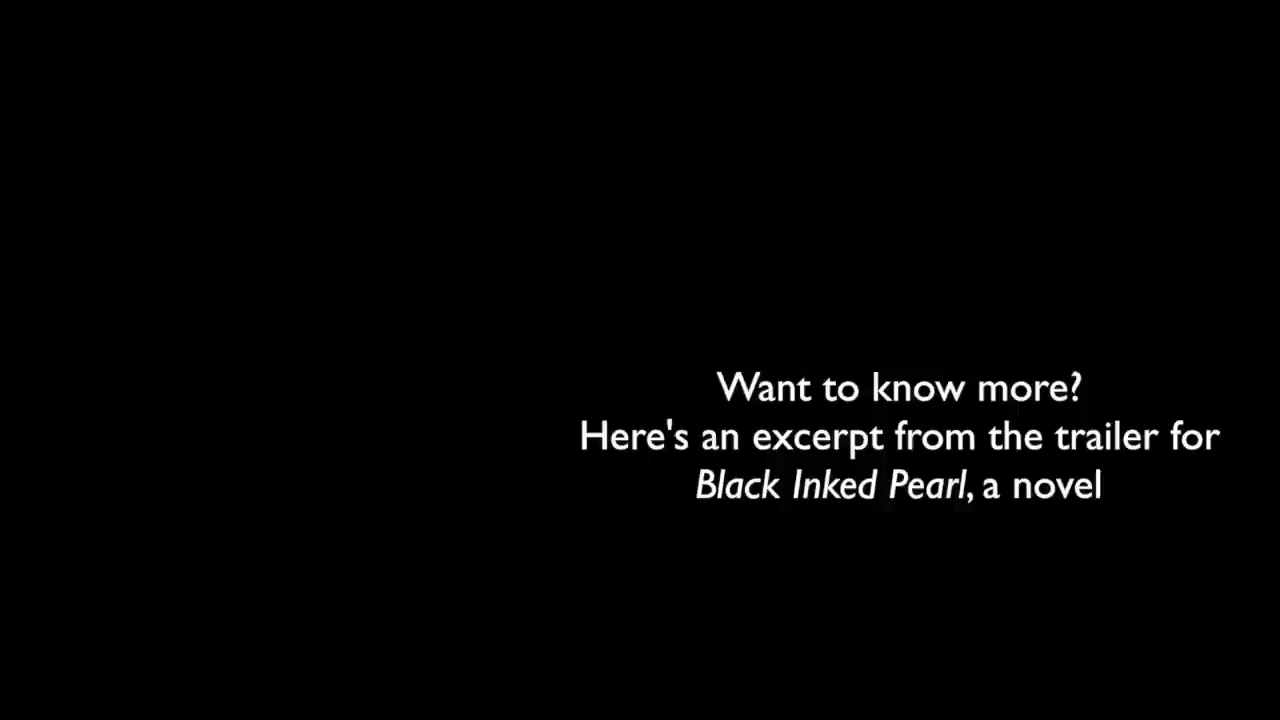 Want to know more?
Here's an excerpt from the trailer for
Black Inked Pearl, a novel